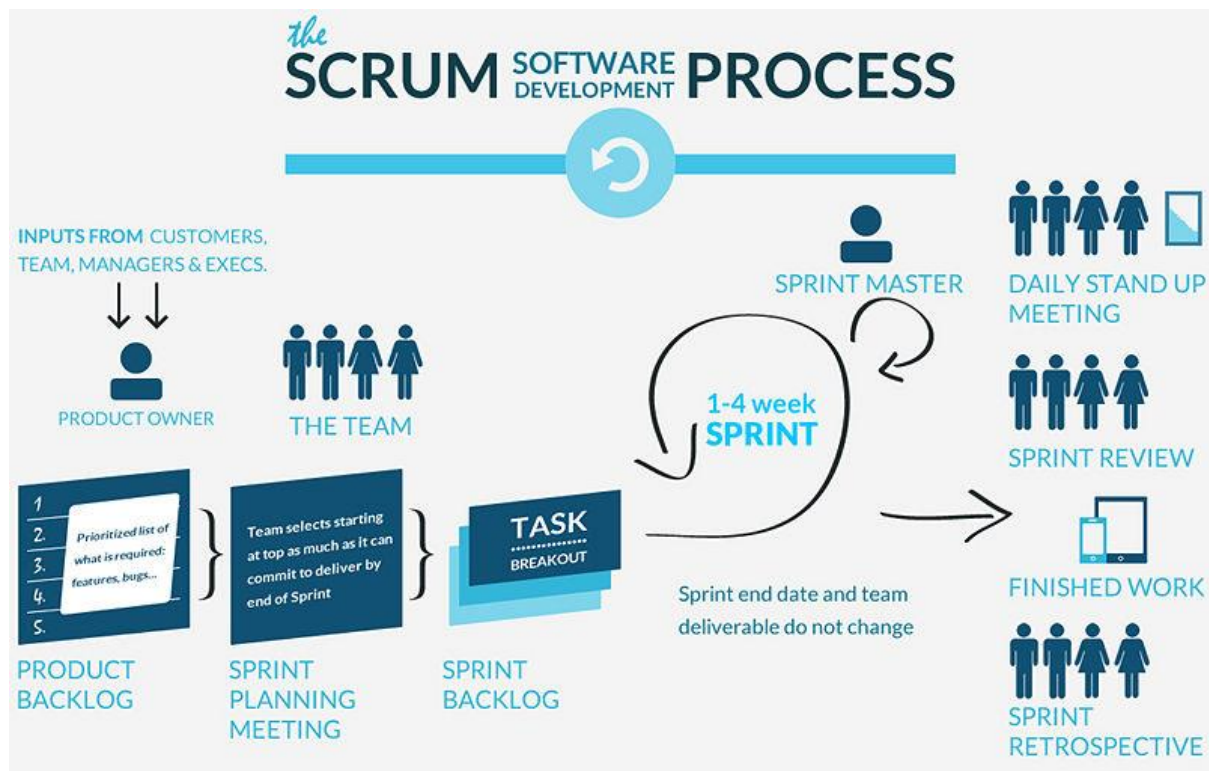 the
SCRUM SOFTWARE DEVELOPMENT PROCESS
INPUTS FROM CUSTOMERS,
TEAM, MANAGERS & EXECS.
PRODUCT OWNER
THE TEAM
1
2.
3.
4.
5.
Prioritized list of
what is required:
features, bugs...
PRODUCT
BACKLOG
Team selects starting
at top as much as it can
commit to deliver by
end of Sprint
SPRINT
PLANNING
MEETING
TASK
BREAKOUT
SPRINT
BACKLOG
1-4 week
SPRINT
Sprint end date and team
deliverable do not change
SPRINT MASTER
DAILY STAND UP
MEETING
SPRINT REVIEW
FINISHED WORK
SPRINT
RETROSPECTIVE